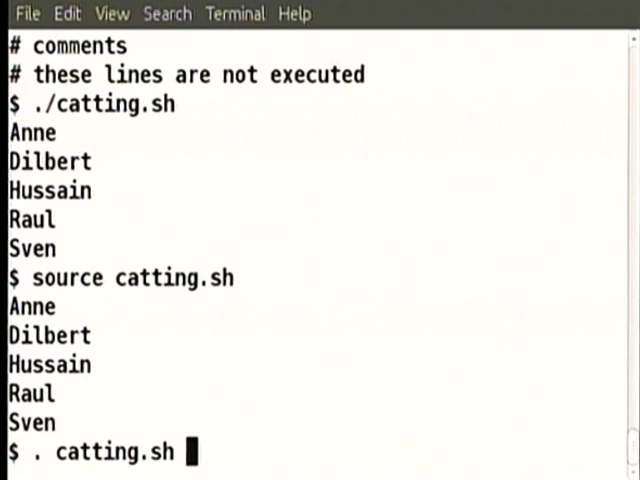 File Edit View Search Terminal Help
# comments
# these lines are not executed
$ ./catting.sh
Anne
Dilbert
Hussain
Raul
Sven
$ source catting.sh
Anne
Dilbert
Hussain
Raul
Sven
$ . catting.sh